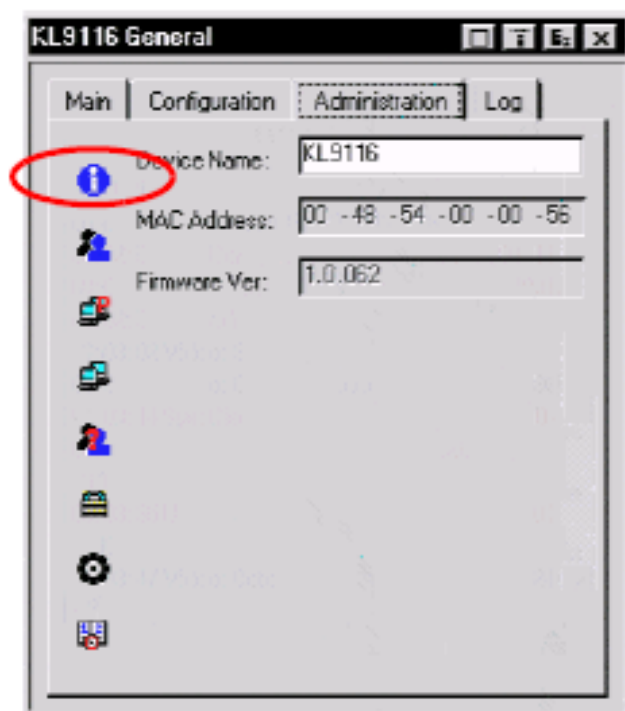 KL9116 General
Main Configuration Administration Log
Device Name: KL9116
MAC Address: 00 -48 -54 -00 -00 -56
Firmware Ver: 1.0.062